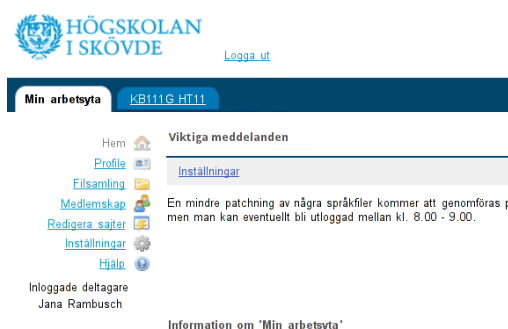 HÖGSKOLAN
I SKÖVDE
Logga ut
Min arbetsyta
KB111G HT11
Hem
Profile
Filsamling
Medlemskap
Redigera sajter
Inställningar
Hjälp
Inloggade deltagare
Jana Rambusch
Viktiga meddelanden
Inställningar
En mindre patchning av några språkfiler kommer att genomföras
men man kan eventuellt bli utloggad mellan kl. 8.00 - 9.00.
Information om 'Min arbetsyta'